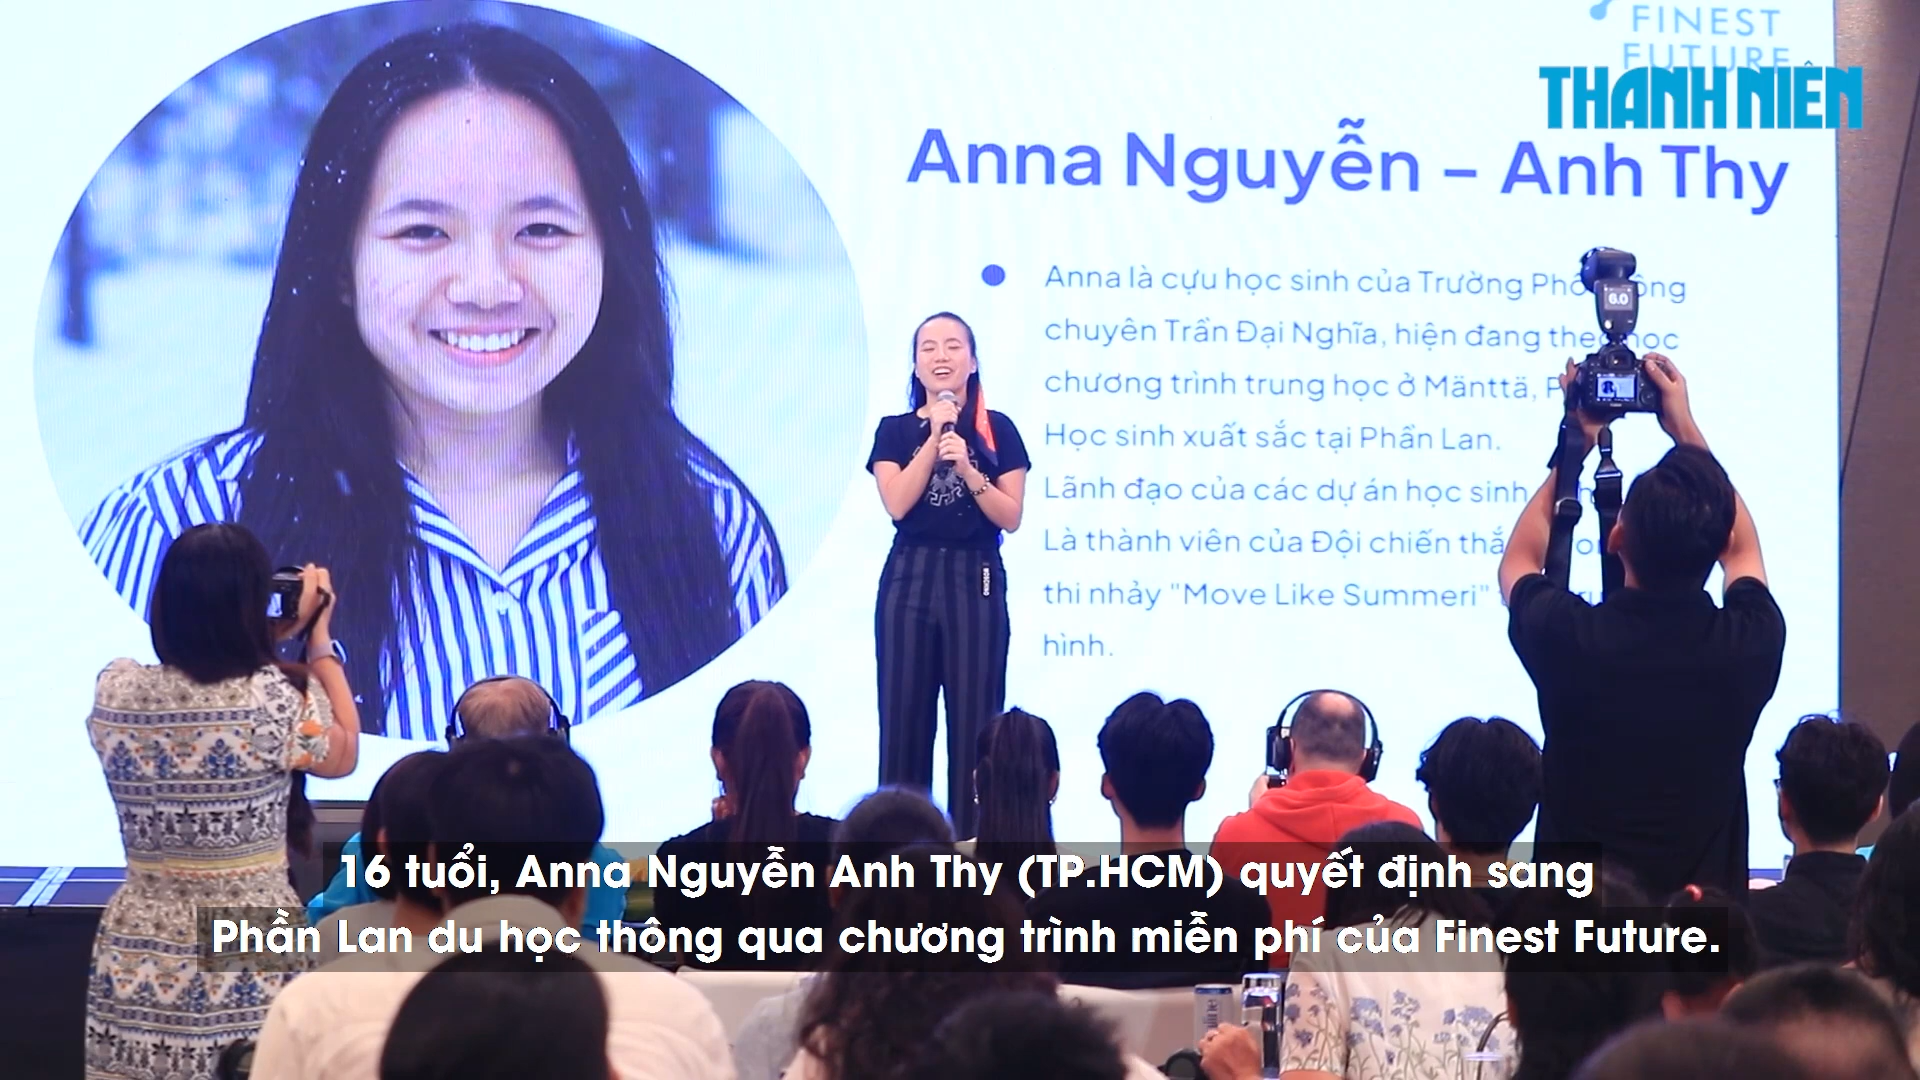 FINEST
FUTURE
THANH NIÊN
Anna Nguyễn – Anh Thy
Anna là cựu học sinh của Trường Phổ
chuyên Trần Đại Nghĩa, hiện đang theo học
chương trình trung học ở Mänttä,
Học sinh xuất sắc tại Phần Lan.
Lãnh đạo của các dự án học sinh
Là thành viên của Đội chiến
thi nhảy "Move Like Summeri"
hình.
6.0
16 tuổi, Anna Nguyễn Anh Thy (TP.HCM) quyết định sang
Phần Lan du học thông qua chương trình miễn phí của Finest Future.